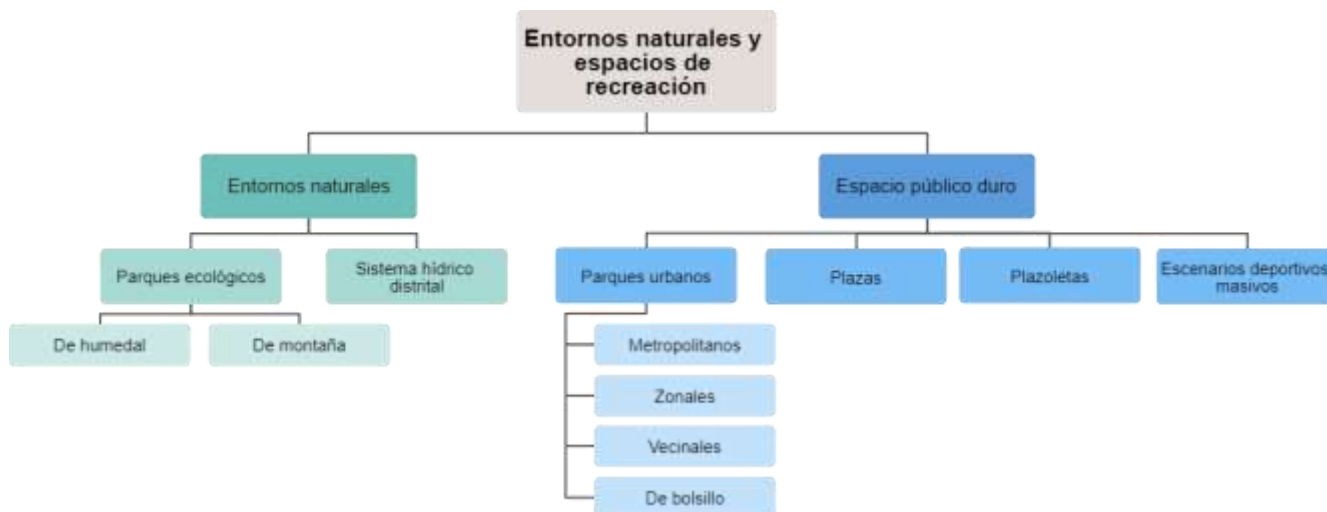 Entornos naturales y
espacios de
recreación
Entornos naturales
Espacio público duro
Parques ecológicos
Sistema hídrico
distrital
Parques urbanos
Plazas
Plazoletas
Escenarios deportivos
masivos
De humedal
De montaña
Metropolitanos
Zonales
Vecinales
De bolsillo